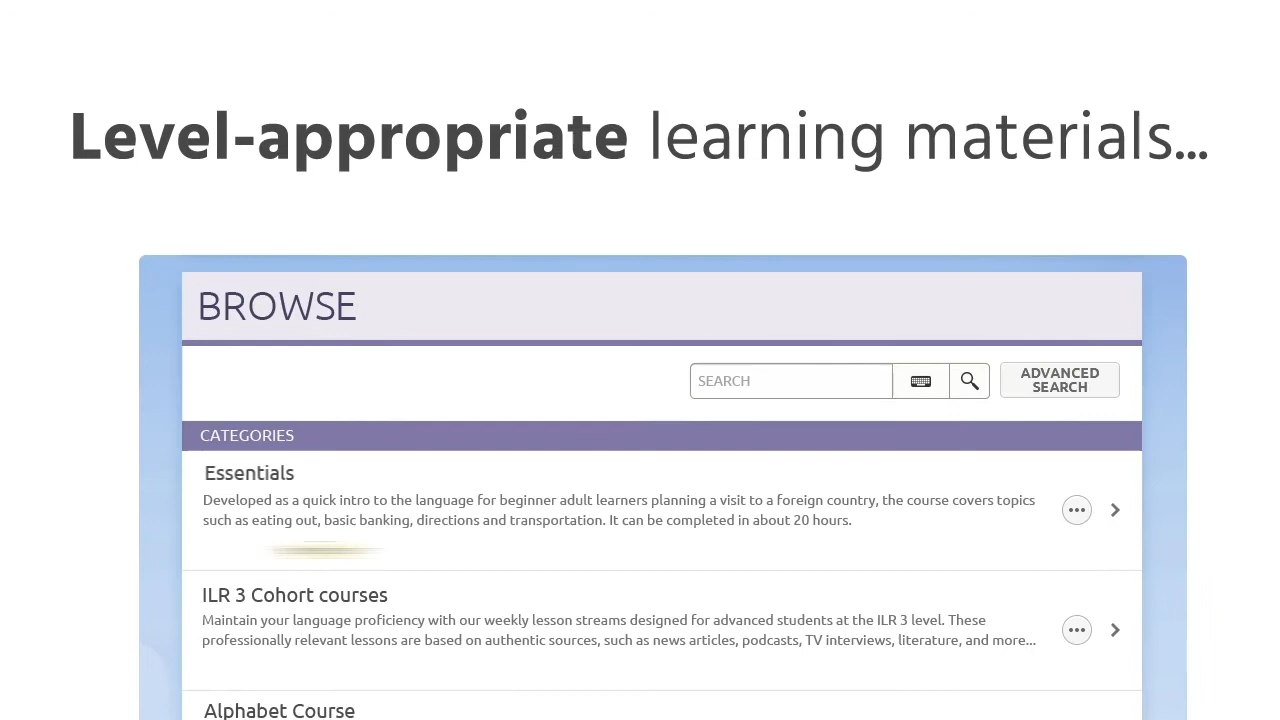 Level-appropriate learning materials...
BROWSE
SEARCH
ADVANCED
SEARCH
CATEGORIES
Essentials
Developed as a quick intro to the language for beginner adult learners planning a visit to a foreign country, the course covers topics
such as eating out, basic banking, directions and transportation. It can be completed in about 20 hours.
ILR 3 Cohort courses
Maintain your language proficiency with our weekly lesson streams designed for advanced students at the ILR 3 level. These
professionally relevant lessons are based on authentic sources, such as news articles, podcasts, TV interviews, literature, and more...
Alphabet Course